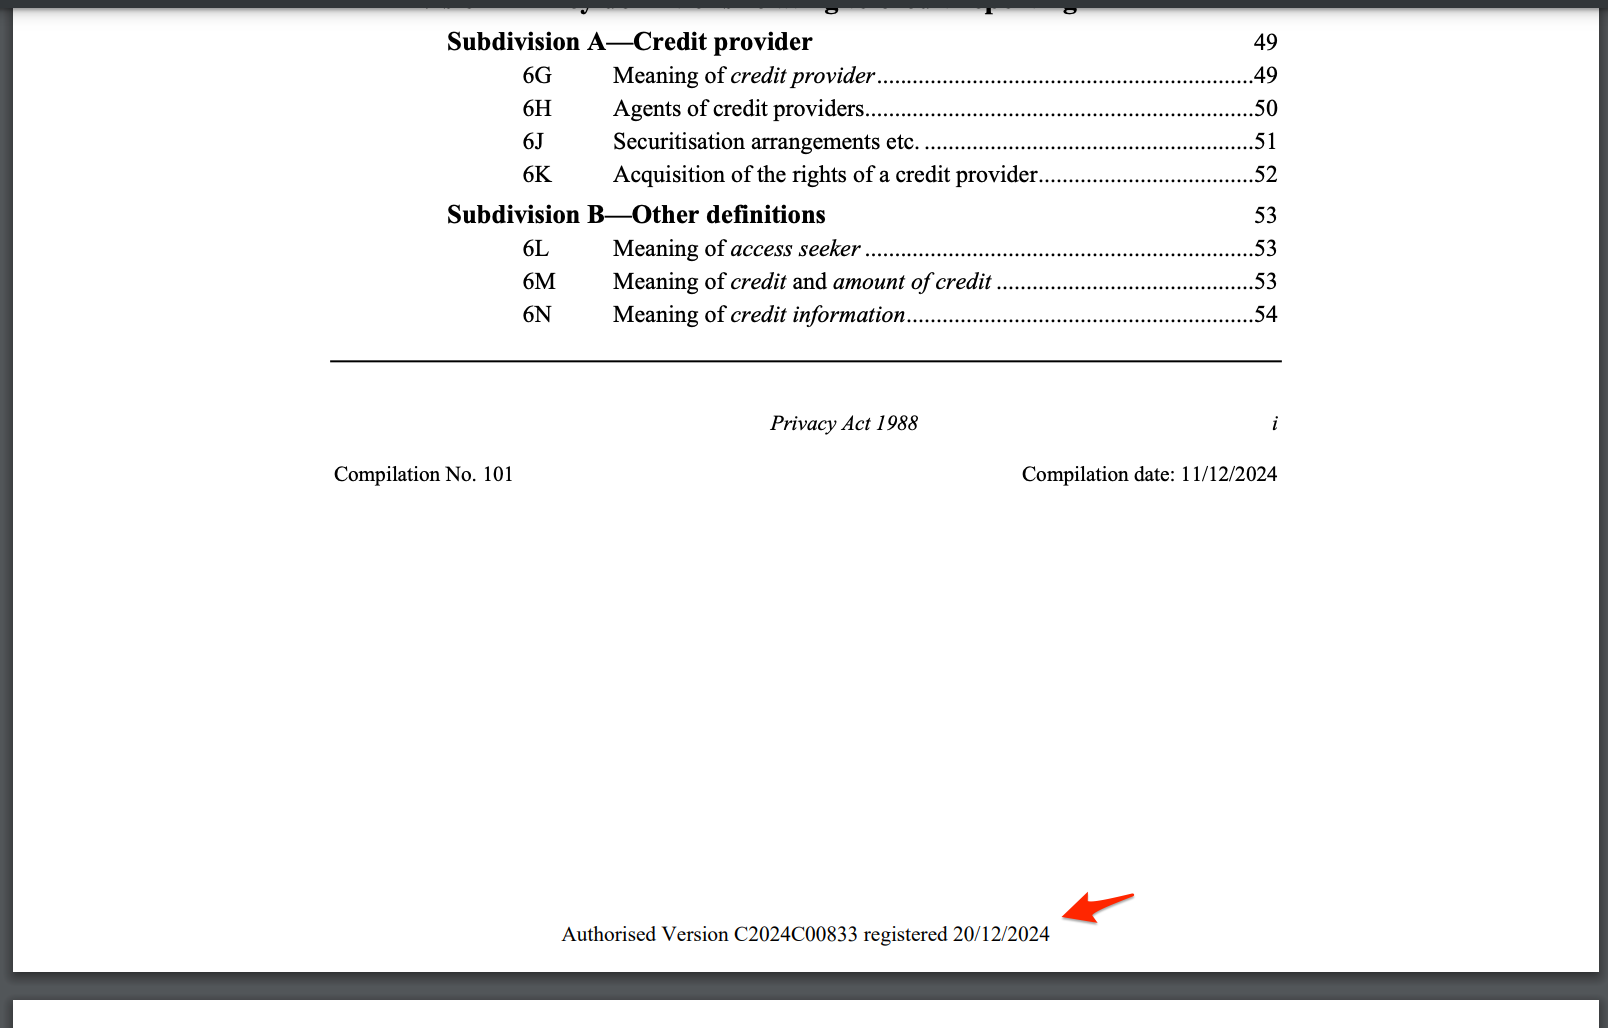 Subdivision A—Credit provider 49
6G Meaning of credit provider................................................................49
6H Agents of credit providers.................................................................50
6J Securitisation arrangements etc. .......................................................51
6K Acquisition of the rights of a credit provider....................................52
Subdivision B—Other definitions 53
6L Meaning of access seeker .................................................................53
6M Meaning of credit and amount of credit ...........................................53
6N Meaning of credit information..........................................................54
Privacy Act 1988 i
Compilation No. 101 Compilation date: 11/12/2024
Authorised Version C2024C00833 registered 20/12/2024